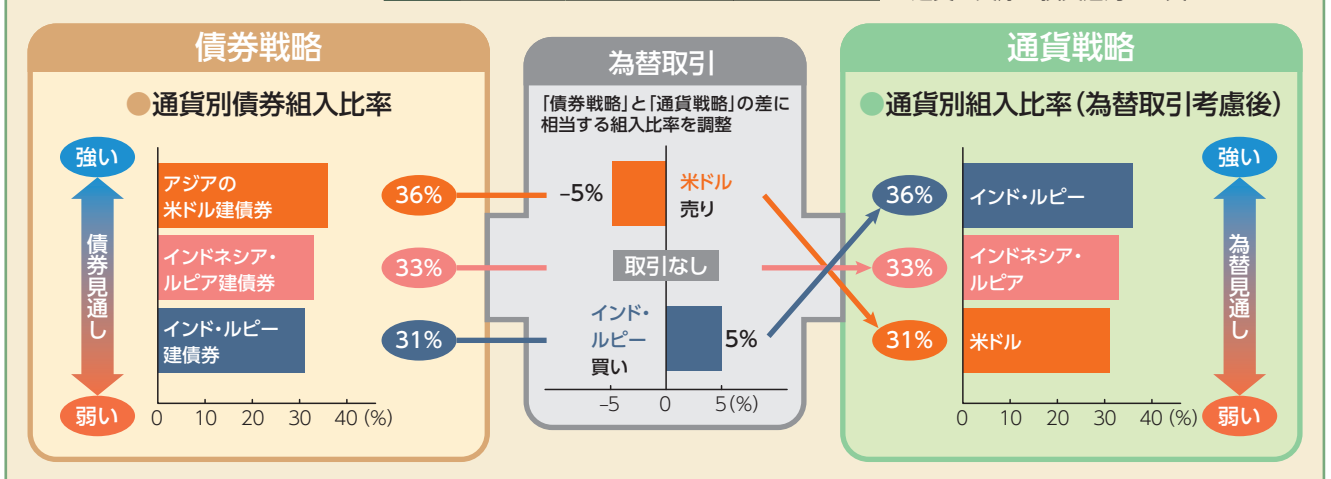 債券戦略
●通貨別債券組入比率
強い
債券見通し
弱い
アジアの
米ドル建債券
36%
インドネシア・
ルピア建債券
33%
インド・ルピー
建債券
31%
0 10 20 30 40 (%)
為替取引
「債券戦略」と「通貨戦略」の差に
相当する組入比率を調整
–5%
米ドル
売り
取引なし
インド・
ルピー
買い
5%
–5 0 5(%)
通貨戦略
●通貨別組入比率(為替取引考慮後)
36%
インド・ルピー
33%
インドネシア・
ルピア
31%
米ドル
0 10 20 30 40 (%)
強い
為替見通し
弱い